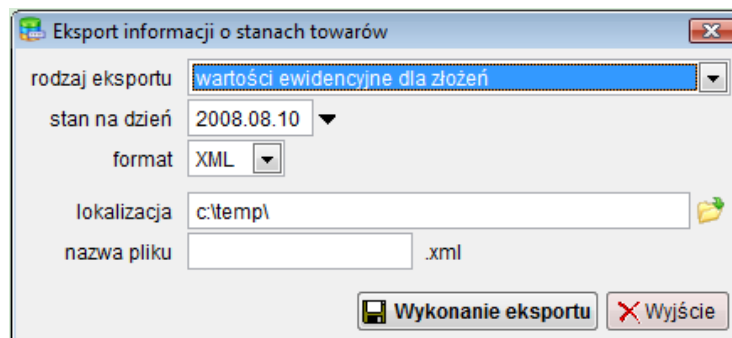 Eksport informacji o stanach towarów
rodzaj eksportu wartości ewidencyjne dla złożeń
stan na dzień 2008.08.10
format XML
lokalizacja c:\temp\
nazwa pliku .xml
Wykonanie eksportu Wyjście